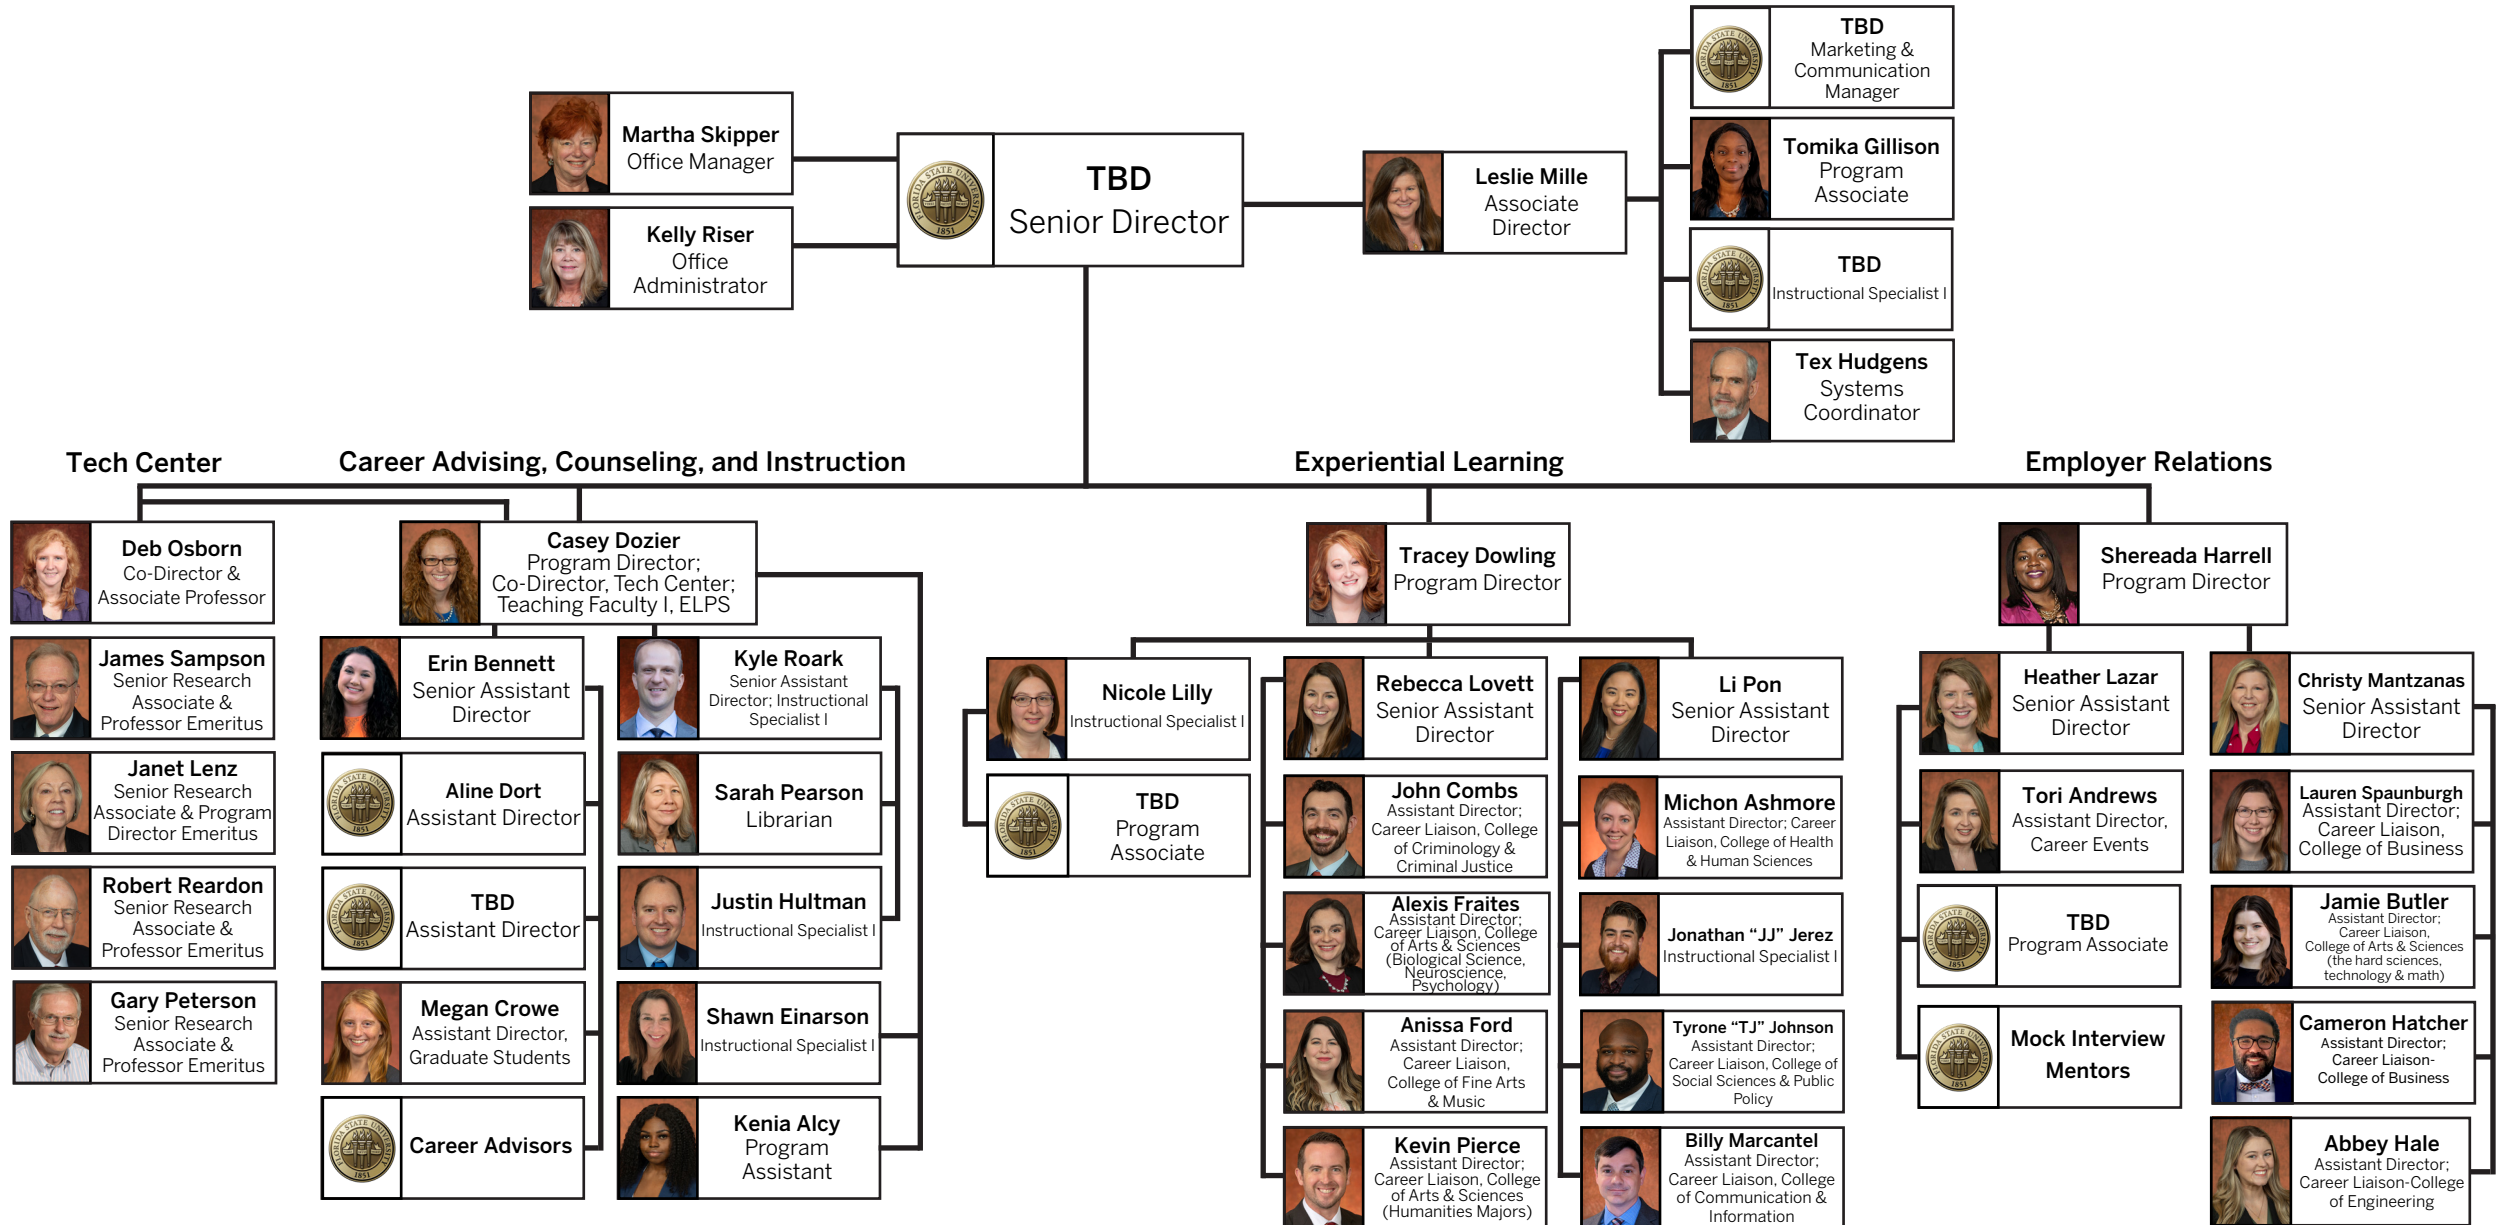 TBD
Marketing &
Communication
Manager
Martha Skipper
Office Manager
TBD
Senior Director
Leslie Mille
Associate
Director
Tomika Gillison
Program
Associate
Kelly Riser
Office
Administrator
TBD
Instructional Specialist I
Tex Hudgens
Systems
Coordinator
Tech Center
Career Advising, Counseling, and Instruction
Experiential Learning
Employer Relations
Deb Osborn
Co-Director &
Associate Professor
James Sampson
Senior Research
Associate &
Professor Emeritus
Janet Lenz
Senior Research
Associate & Program
Director Emeritus
Robert Reardon
Senior Research
Associate &
Professor Emeritus
Gary Peterson
Senior Research
Associate &
Professor Emeritus
Casey Dozier
Program Director;
Co-Director, Tech Center;
Teaching Faculty I, ELPS
Erin Bennett
Senior Assistant
Director
Aline Dort
Assistant Director
TBD
Assistant Director
Megan Crowe
Assistant Director,
Graduate Students
Career Advisors
Kyle Roark
Senior Assistant
Director; Instructional
Specialist I
Sarah Pearson
Librarian
Justin Hultman
Instructional Specialist I
Shawn Einarson
Instructional Specialist I
Kenia Alcy
Program
Assistant
Tracey Dowling
Program Director
Nicole Lilly
Instructional Specialist I
TBD
Program
Associate
Rebecca Lovett
Senior Assistant
Director
John Combs
Assistant Director;
Career Liaison, College
of Criminology &
Criminal Justice
Alexis Fraites
Assistant Director;
Career Liaison, College
of Arts & Sciences
(Biological Science,
Neuroscience,
Psychology)
Anissa Ford
Assistant Director;
Career Liaison,
College of Fine Arts
& Music
Kevin Pierce
Assistant Director;
Career Liaison, College
of Arts & Sciences
(Humanities Majors)
Li Pon
Senior Assistant
Director
Michon Ashmore
Assistant Director; Career
Liaison, College of Health
& Human Sciences
Jonathan “JJ” Jerez
Instructional Specialist I
Tyrone “TJ” Johnson
Assistant Director;
Career Liaison, College of
Social Sciences & Public
Policy
Billy Marcantel
Assistant Director;
Career Liaison, College
of Communication &
Information
Shereada Harrell
Program Director
Heather Lazar
Senior Assistant
Director
Tori Andrews
Assistant Director,
Career Events
TBD
Program Associate
Mock Interview
Mentors
Christy Mantzanas
Senior Assistant
Director
Lauren Spaunburgh
Assistant Director;
Career Liaison,
College of Business
Jamie Butler
Assistant Director;
Career Liaison,
College of Arts & Sciences
(the hard sciences,
technology & math)
Cameron Hatcher
Assistant Director;
Career Liaison-
College of Business
Abbey Hale
Assistant Director;
Career Liaison-College
of Engineering
FLORIDA STATE UNIVERSITY
1851